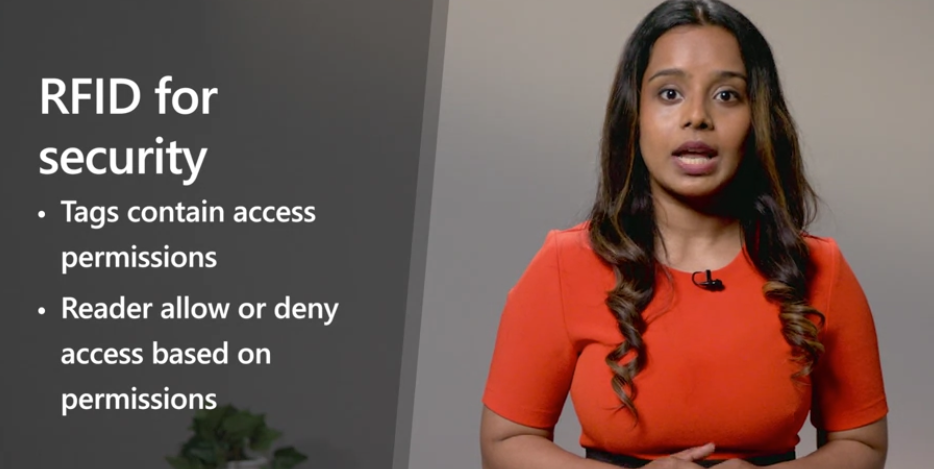 RFID for
security
• Tags contain access
permissions
• Reader allow or deny
access based on
permissions